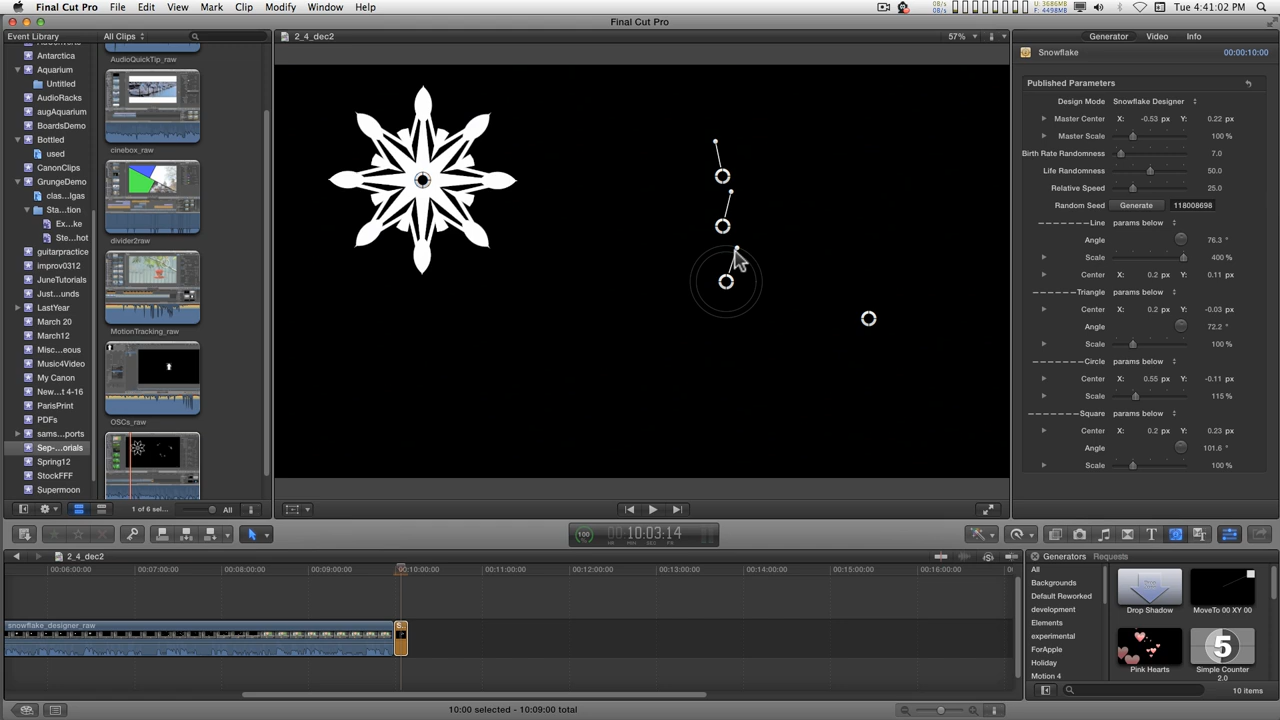 Final Cut Pro File Edit View Mark Clip Modify Window Help
Tue 4:41:02 Camera
Final Cut Pro
Event Library
All Clips
2_4_dec2
57%
Generator Video Info
Antarctica
Aquarium
Untitled
AudioRacks
augAquarium
BoardsDemo
Bottled
used
CanonClips
GrungeDemo
clas...lgas
Sta...tion
Ex...ke
Ste...hot
guitarpractice
improv0312
JuneTutorials
Just...unds
LastYear
March 20
March12
Misc...eous
Music4Video
My Canon
New...t 4-16
ParisPrint
PDFs
sams...ports
Sep-...orials
Spring12
StockFFF
Supermoon
AudioQuickTip_raw
cinebox_raw
divider2raw
MotionTracking_raw
OSCs_raw
1 of 6 sel...
All
Snowflake
00:00:10:00
Published Parameters
Design Mode Snowflake Designer
Master Center X: -0.53 px Y: 0.22 px
Master Scale 100 %
Birth Rate Randomness 7.0
Life Randomness 50.0
Relative Speed 25.0
Random Seed Generate 118008698
-------Line params below
Angle 76.3 °
Scale 400 %
Center X: 0.2 px Y: 0.11 px
-----Triangle params below
Center X: 0.2 px Y: -0.03 px
Angle 72.2 °
Scale 100 %
------Circle params below
Center X: 0.55 px Y: -0.11 px
Scale 115 %
-----Square params below
Center X: 0.2 px Y: 0.23 px
Angle 101.6 °
Scale 100 %
100
10:03:14
HR MIN SEC FR
2_4_dec2
00:06:00:00 00:07:00:00 00:08:00:00 00:09:00:00 00:10:00:00 00:11:00:00 00:12:00:00 00:13:00:00 00:14:00:00 00:15:00:00 00:16:00:00
snowflake_designer_raw
S...
Generators Requests
All
Backgrounds
Default Reworked
development
Elements
experimental
ForApple
Holiday
Motion 4
Drop Shadow
MoveTo 00 XY 00
Pink Hearts
5
Simple Counter 2.0
10 items
10:00 selected - 10:09:00 total